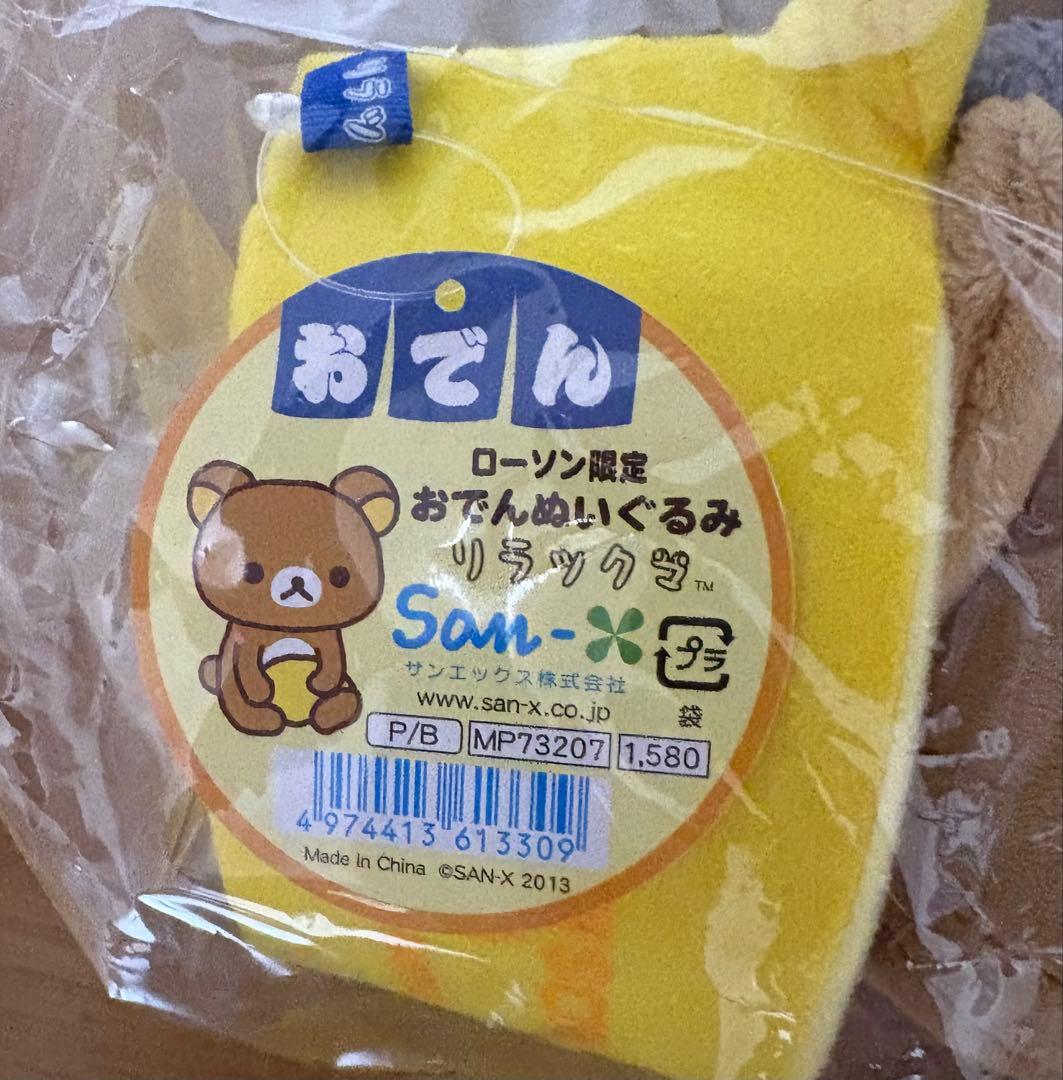 おでん
ローソン限定
おでんぬいぐるみ
リラックマ™
San-X
サンエックス株式会社
プラ
www.san-x.co.jp
袋
P/B MP73207 1,580
4 974413 613309
Made In China ©SAN-X 2013